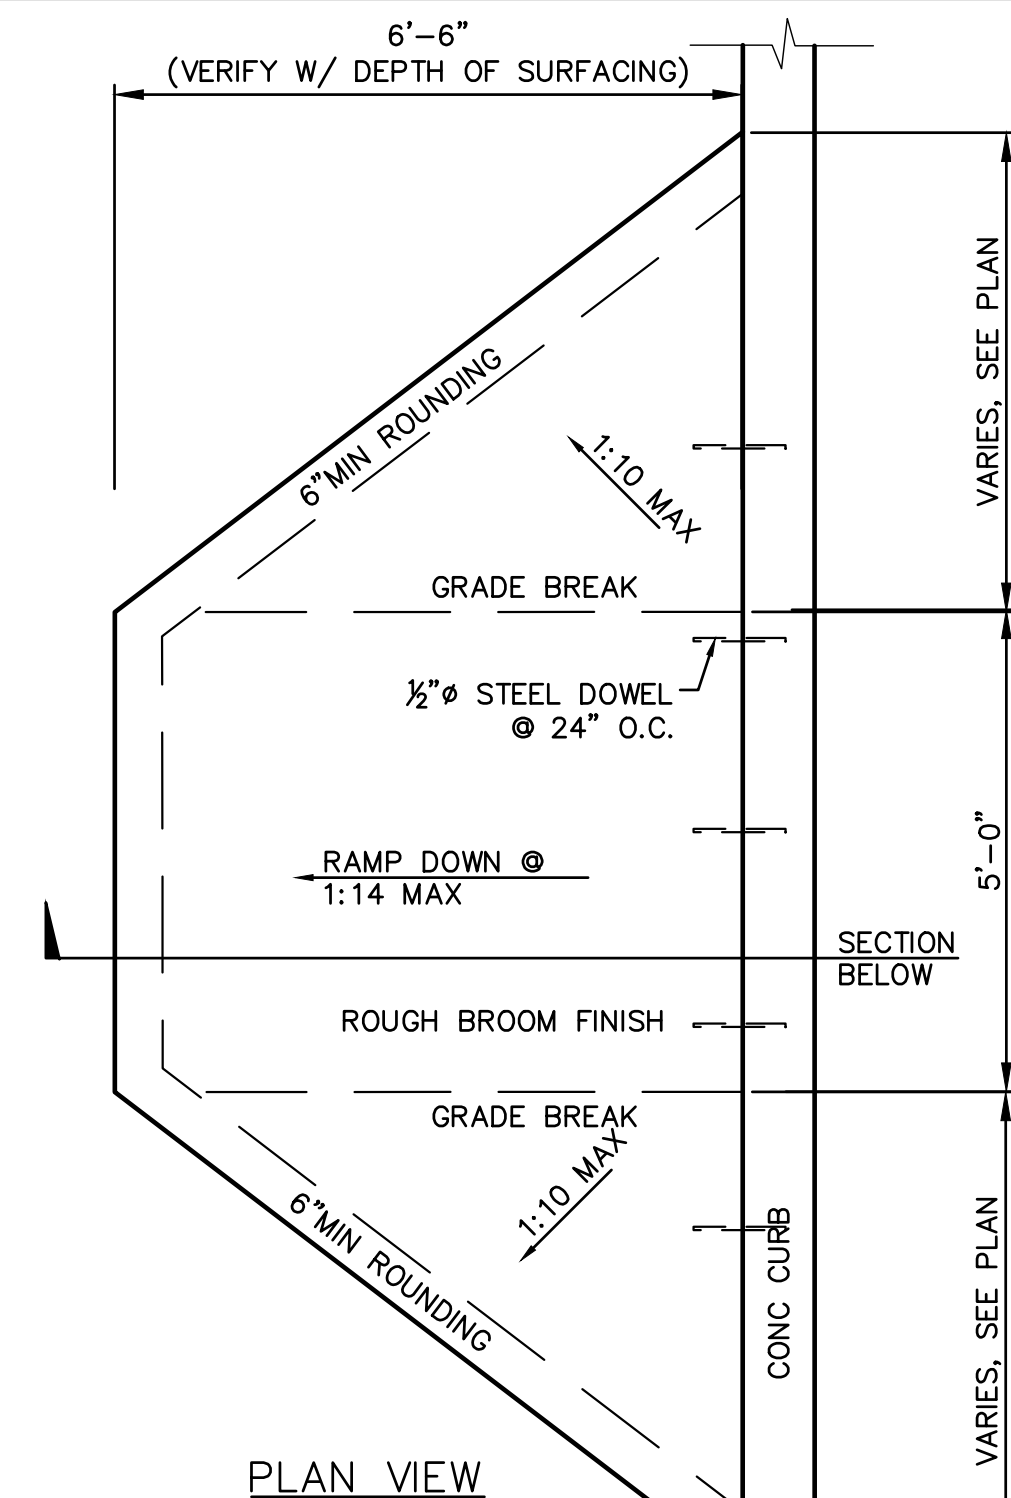 6'-6"
(VERIFY W/ DEPTH OF SURFACING)
VARIES, SEE PLAN
6"MIN ROUNDING
1:10 MAX
GRADE BREAK
½"ø STEEL DOWEL
@ 24" O.C.
5'-0"
RAMP DOWN @
1:14 MAX
SECTION
BELOW
ROUGH BROOM FINISH
GRADE BREAK
1:10 MAX
6"MIN ROUNDING
CONC CURB
VARIES, SEE PLAN
PLAN VIEW